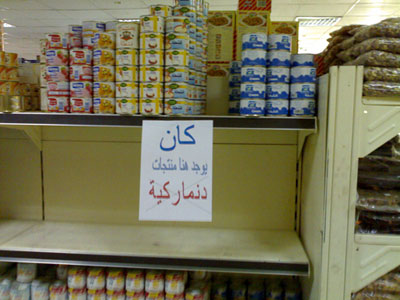 كان
يوجد هنا منتجات
دنماركية